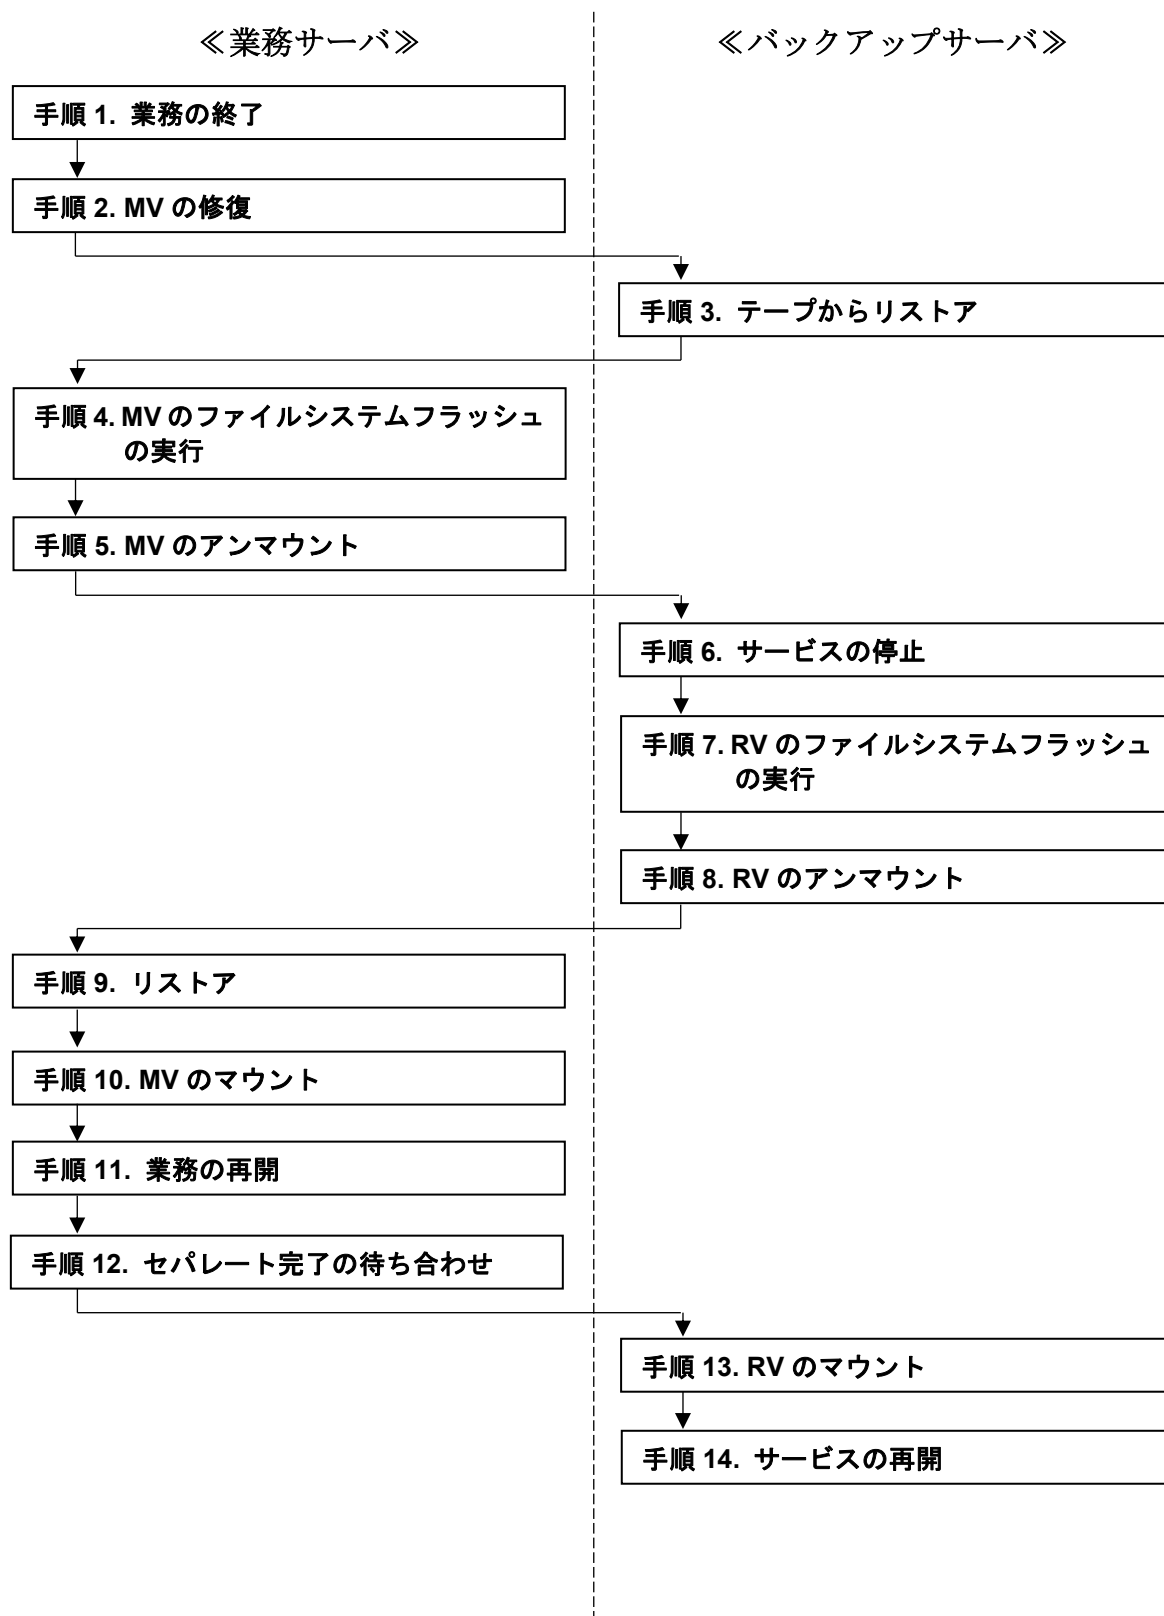 ≪業務サーバ≫
≪バックアップサーバ≫
手順 1. 業務の終了
手順 2. MV の修復
手順 3. テープからリストア
手順 4. MV のファイルシステムフラッシュ
の実行
手順 5. MV のアンマウント
手順 6. サービスの停止
手順 7. RV のファイルシステムフラッシュ
の実行
手順 8. RV のアンマウント
手順 9. リストア
手順 10. MV のマウント
手順 11. 業務の再開
手順 12. セパレート完了の待ち合わせ
手順 13. RV のマウント
手順 14. サービスの再開